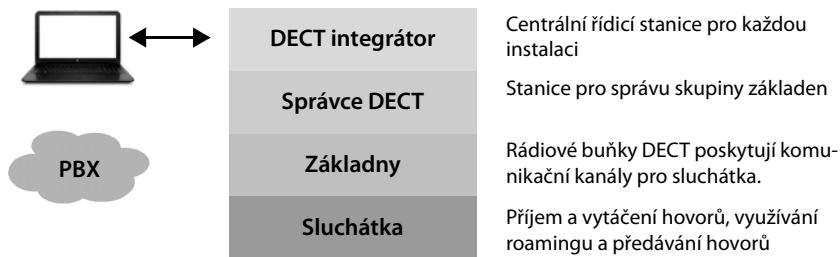 DECT integrátor
Centrální řídicí stanice pro každou
instalaci
Správce DECT
Stanice pro správu skupiny základen
PBX
Základny
Rádiové buňky DECT poskytují komu-
nikační kanály pro sluchátka.
Sluchátka
Příjem a vytáčení hovorů, využívání
roamingu a předávání hovorů